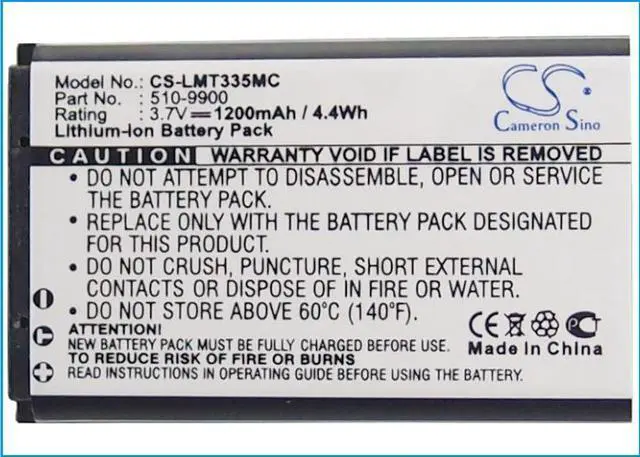 Model No.: CS-LMT335MC
Part No. : 510-9900
Rating : 3.7V 1200mAh / 4.4Wh
Lithium-Ion Battery Pack
CS
Cameron Sino
CAUTION WARRANTY VOID IF LABEL IS REMOVED.
• DO NOT ATTEMPT TO DISASSEMBLE, OPEN OR SERVICE
THE BATTERY PACK.
• REPLACE ONLY WITH THE BATTERY PACK DESIGNATED
FOR THIS PRODUCT.
• DO NOT CRUSH, PUNCTURE, SHORT EXTERNAL
CONTACTS OR DISPOSE OF IN FIRE OR WATER.
• DO NOT STORE ABOVE 60°C (140°F).
ATTENTION!
NEW BATTERY PACK MUST BE FULLY CHARGED BEFORE USE.
TO REDUCE RISK OF FIRE OR BURNS
READ INSTRUCTIONS IN OPERATING GUIDE BEFORE USING THE BATTERY.
CE
Made In China
T